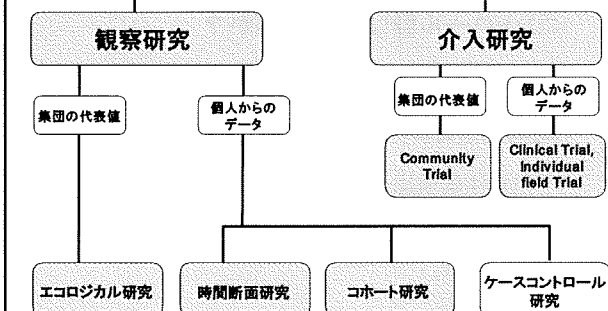 観察研究
介入研究
集団の代表値
個人からの
データ
集団の代表値
個人からの
データ
Community
Trial
Clinical Trial,
Individual
field Trial
エコロジカル研究
時間断面研究
コホート研究
ケースコントロール
研究